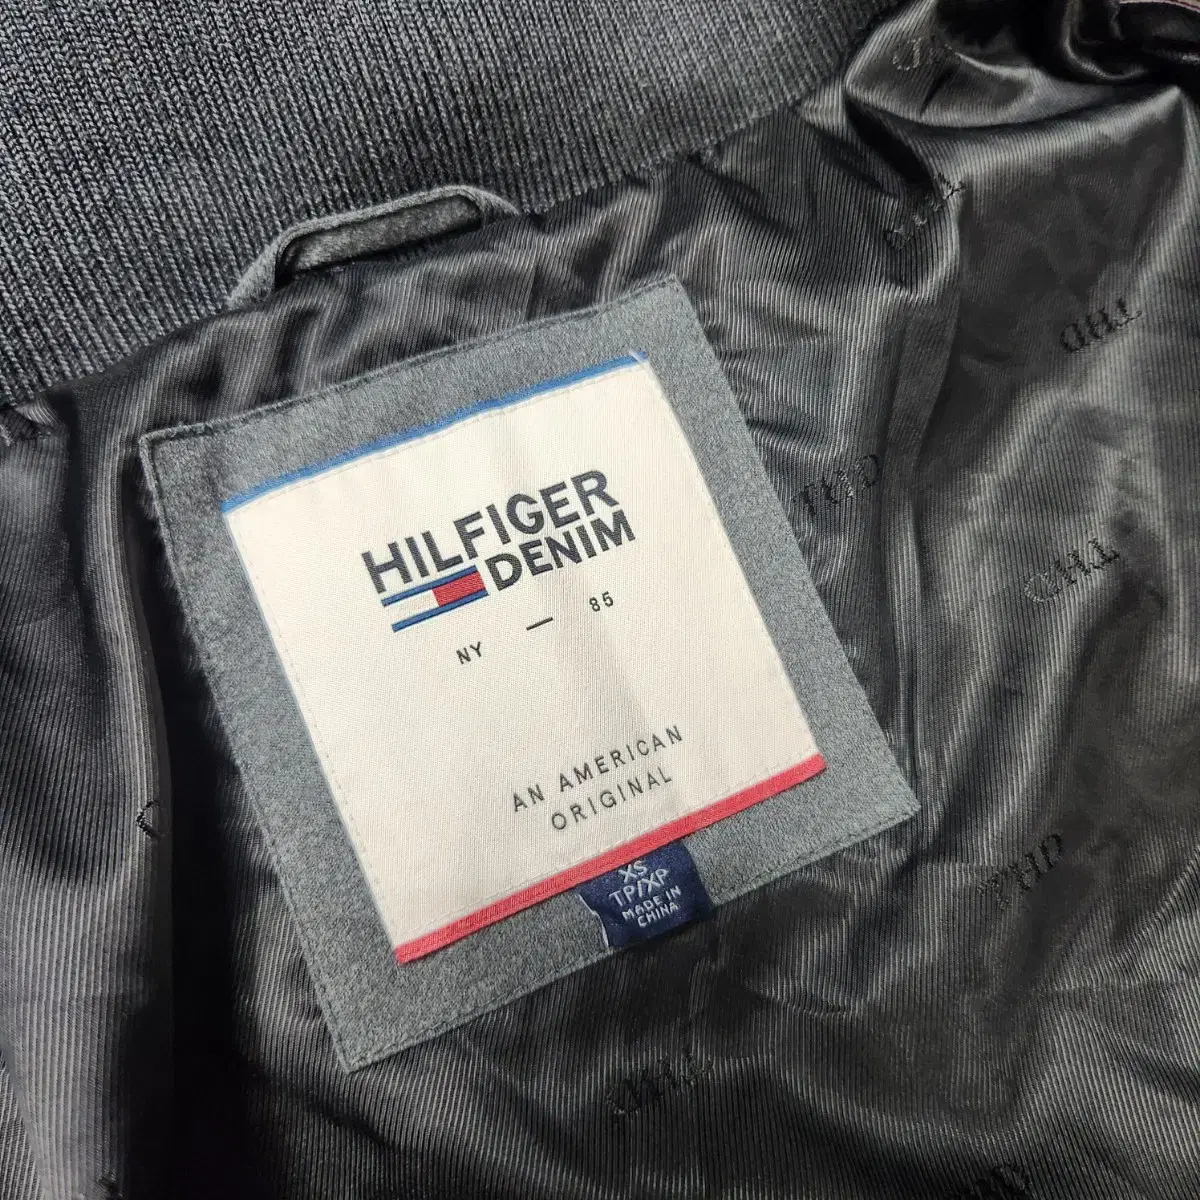 HILFIGER
DENIM
NY — 85
AN AMERICAN
ORIGINAL
XS
TP/XP
MADE IN
CHINA
THD
THD
THD
THD
THD
THD